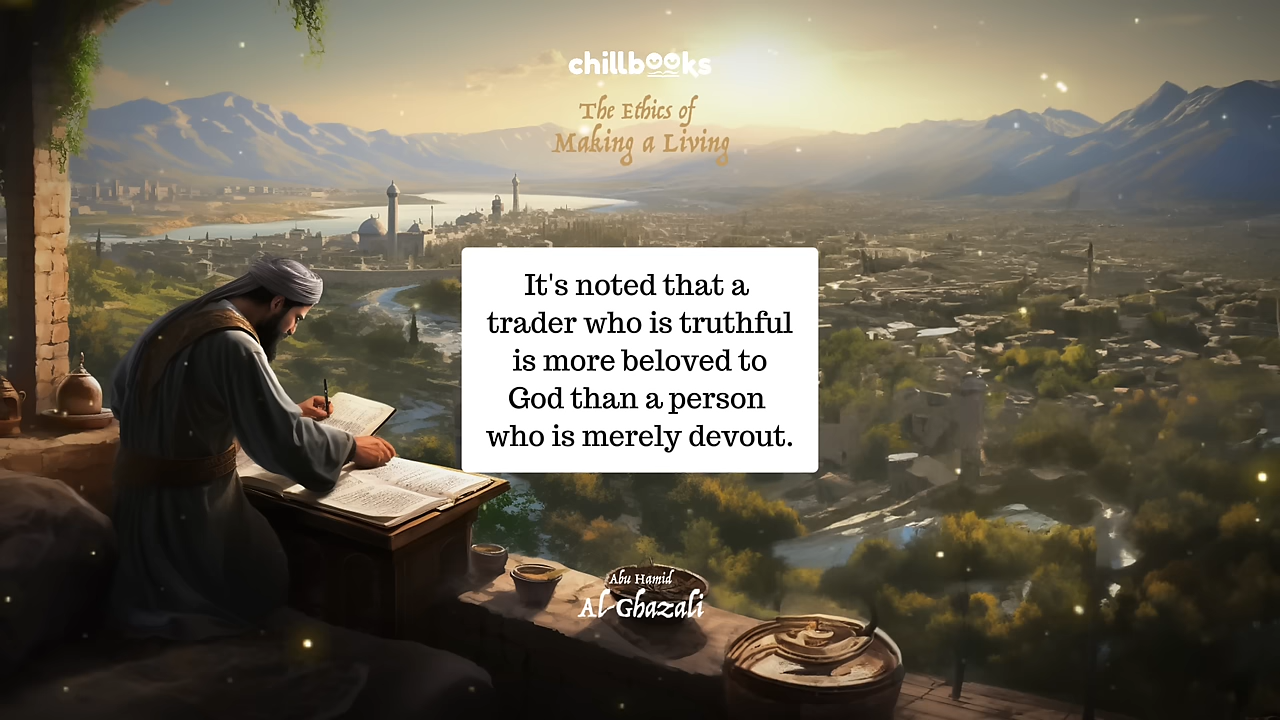 chillbooks
The Ethics of
Making a Living
It's noted that a
trader who is truthful
is more beloved to
God than a person
who is merely devout.
Abu Hamid
Al-Ghazali